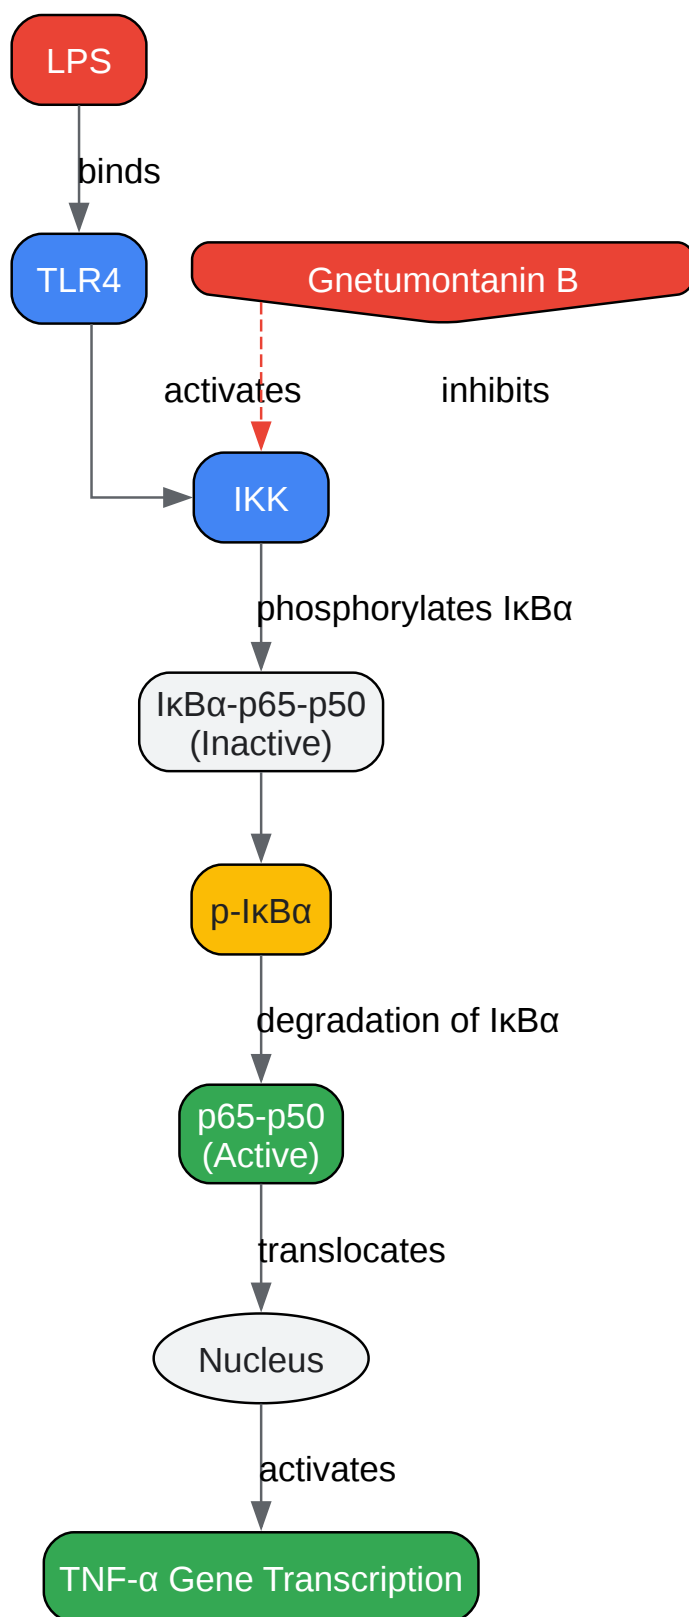 LPS
binds
TLR4
Gnetumontanin B
activates
inhibits
IKK
phosphorylates IκBα
IκBα-p65-p50
(Inactive)
p-IκBα
degradation of IκBα
p65-p50
(Active)
translocates
Nucleus
activates
TNF-α Gene Transcription